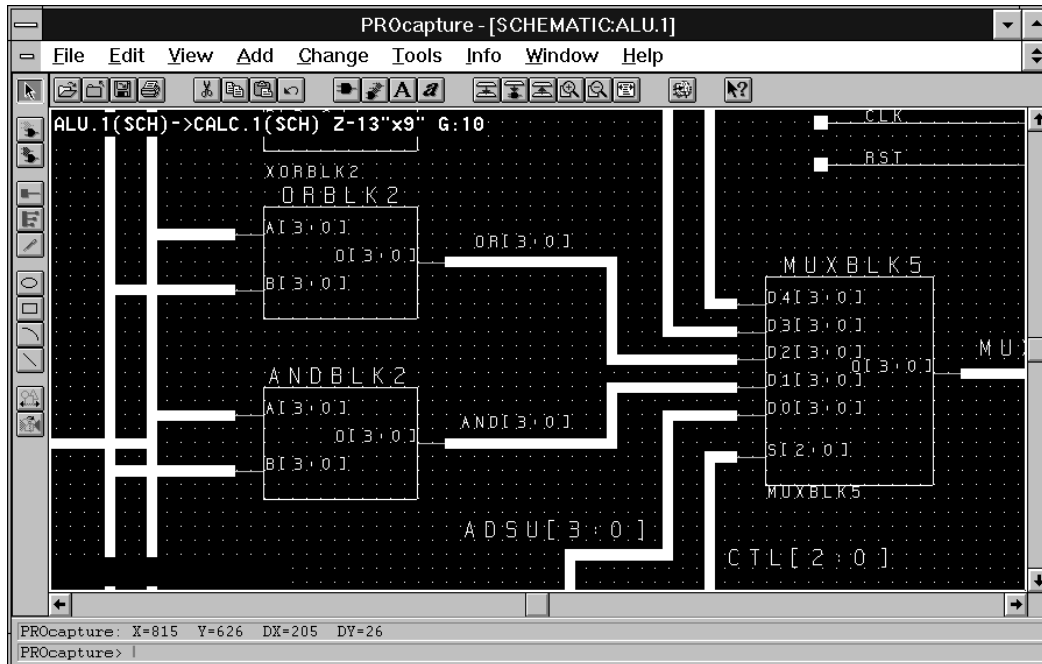 PROcapture - [SCHEMATIC:ALU.1]
File Edit View Add Change Tools Info Window Help
ALU.1(SCH)->CALC.1(SCH) Z-13"x9" G:10
CLK
RST
XORBLK2
ORBLK2
A[3:0]
O[3:0]
B[3:0]
OR[3:0]
MUXBLK5
D4[3:0]
D3[3:0]
D2[3:0]
O[3:0]
D1[3:0]
D0[3:0]
S[2:0]
MUXBLK5
MUX
ANDBLK2
A[3:0]
O[3:0]
B[3:0]
AND[3:0]
ADSU[3:0]
CTL[2:0]
PROcapture: X=815 Y=626 DX=205 DY=26
PROcapture>